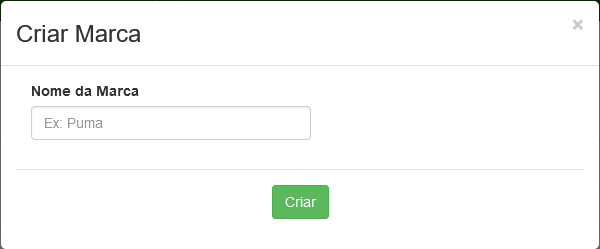 Criar Marca
×
Nome da Marca
Ex: Puma
Criar